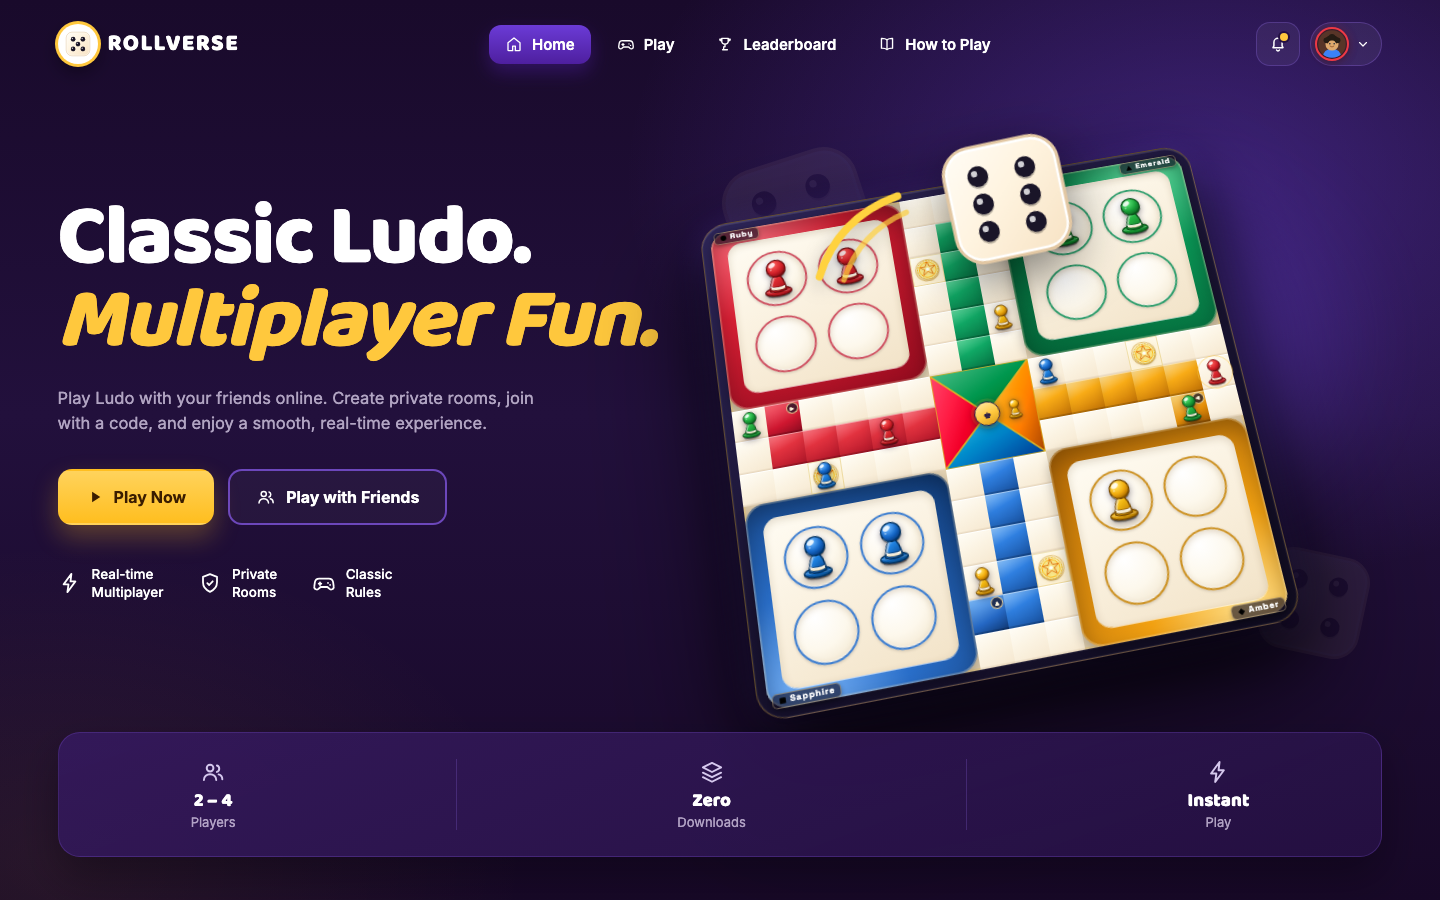 ROLLVERSE
Home
Play
Leaderboard
How to Play
Classic Ludo.
Multiplayer Fun.
Play Ludo with your friends online. Create private rooms, join
with a code, and enjoy a smooth, real-time experience.
Play Now
Play with Friends
Real-time
Multiplayer
Private
Rooms
Classic
Rules
Ruby
Emerald
Sapphire
Amber
2 – 4
Players
Zero
Downloads
Instant
Play